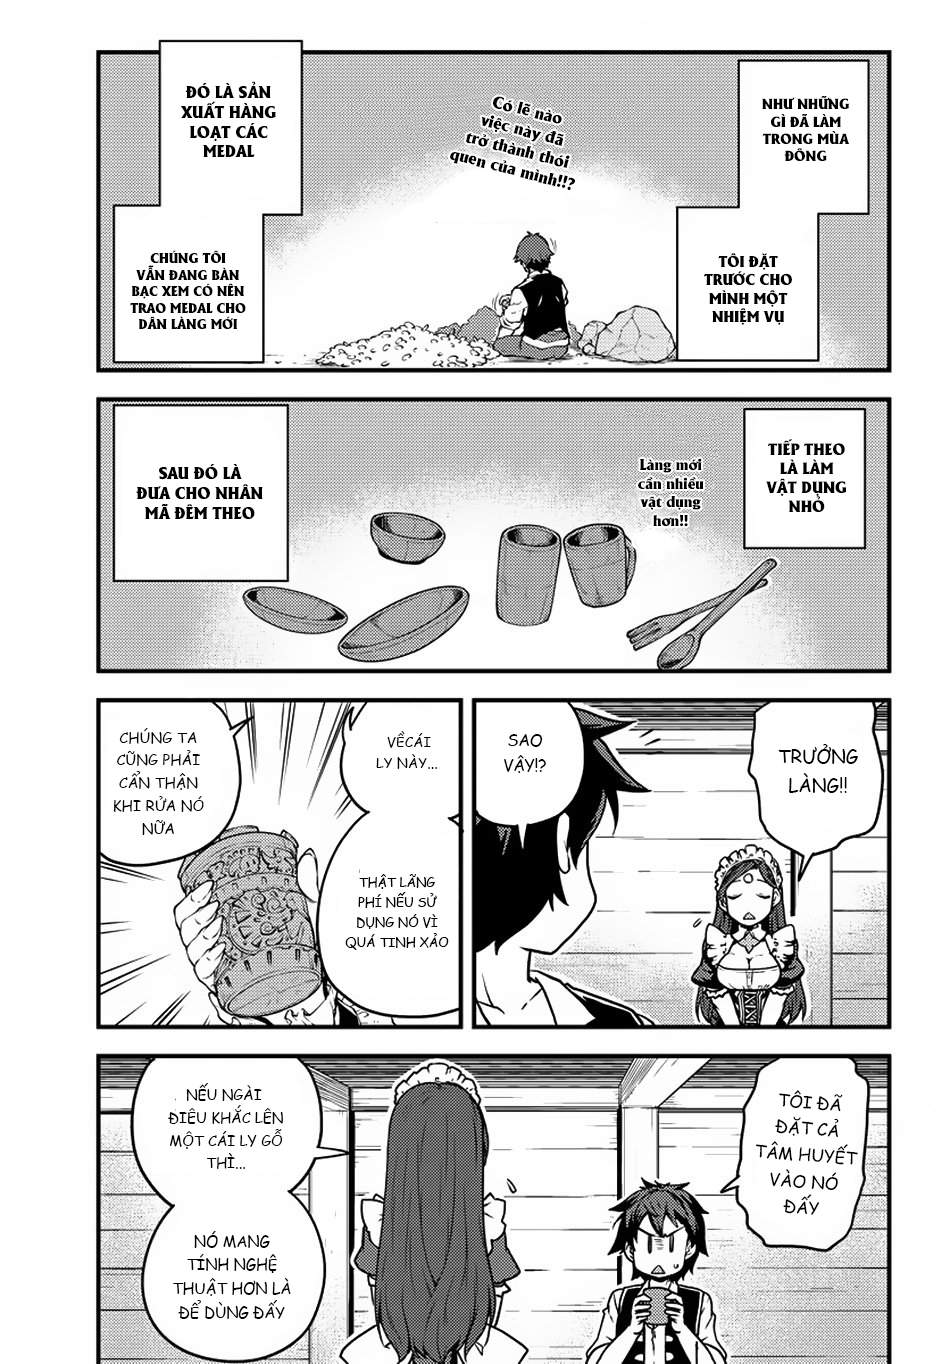 NHƯ NHỮNG
GÌ ĐÃ LÀM
TRONG MÙA
ĐÔNG
TÔI ĐẶT
TRƯỚC CHO
MÌNH MỘT
NHIỆM VỤ
Có lẽ nào
việc này đã
trở thành thói
quen của mình!!?
ĐÓ LÀ SẢN
XUẤT HÀNG
LOẠT CÁC
MEDAL
CHÚNG TÔI
VẪN ĐANG BÀN
BẠC XEM CÓ NÊN
TRAO MEDAL CHO
DÂN LÀNG MỚI
TIẾP THEO
LÀ LÀM
VẬT DỤNG
NHỎ
Làng mới
cần nhiều
vật dụng
hơn!!
SAU ĐÓ LÀ
ĐƯA CHO NHÂN
MÃ ĐÊM THEO
TRƯỞNG
LÀNG!!
SAO
VẬY!?
VỀCÁI
LY NÀY...
THẬT LÃNG
PHÍ NẾU SỬ
DỤNG NÓ VÌ
QUÁ TINH XẢO
CHÚNG TA
CŨNG PHẢI
CẨN THẬN
KHI RỬA NÓ
NỮA
TÔI ĐÃ
ĐẶT CẢ
TÂM HUYẾT
VÀO NÓ
ĐẤY
NẾU NGÀI
ĐIÊU KHẮC LÊN
MỘT CÁI LY GỖ
THÌ...
NÓ MANG
TÍNH NGHỆ
THUẬT HƠN LÀ
ĐỂ DÙNG ĐẤY